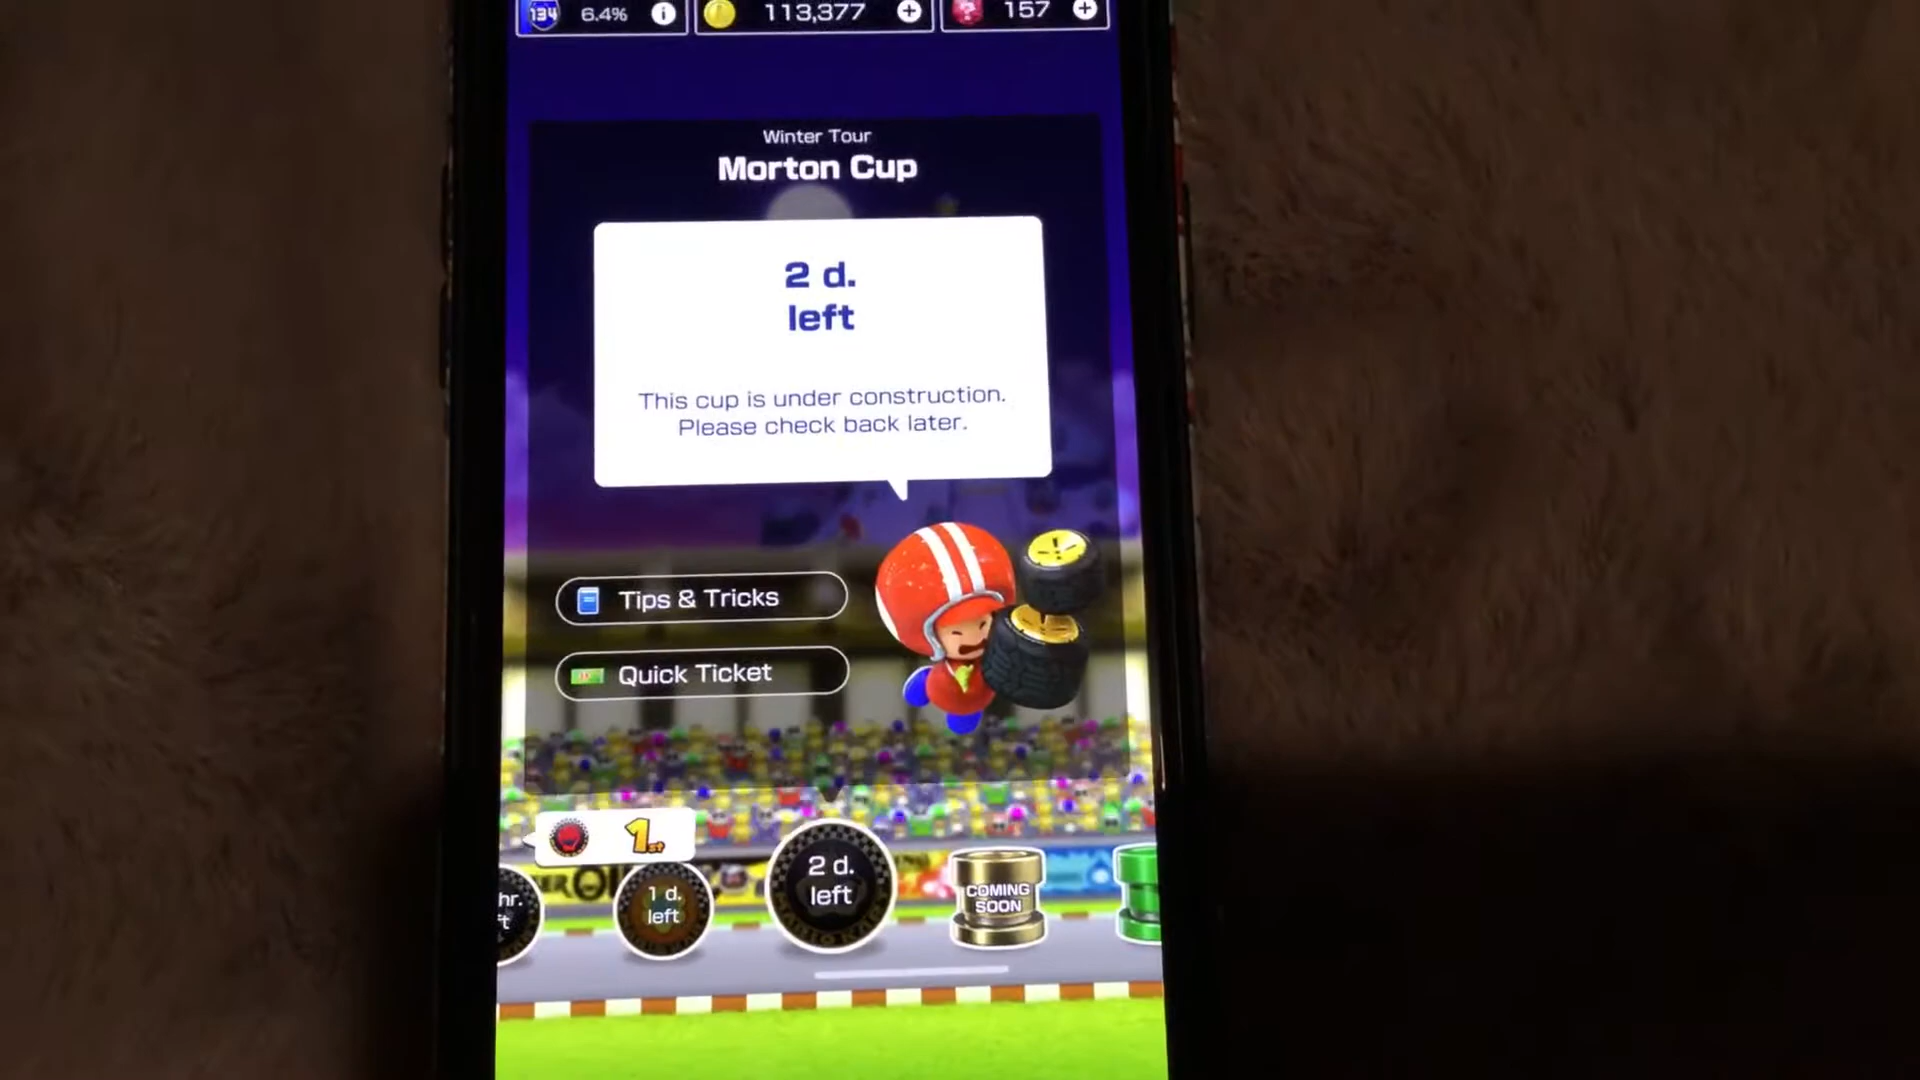 134 6.4% i 113,377 + 157 +
Winter Tour
Morton Cup
2 d.
left
This cup is under construction.
Please check back later.
Tips & Tricks
Quick Ticket
1st
hr.
1 d.
left
2 d.
left
COMING
SOON